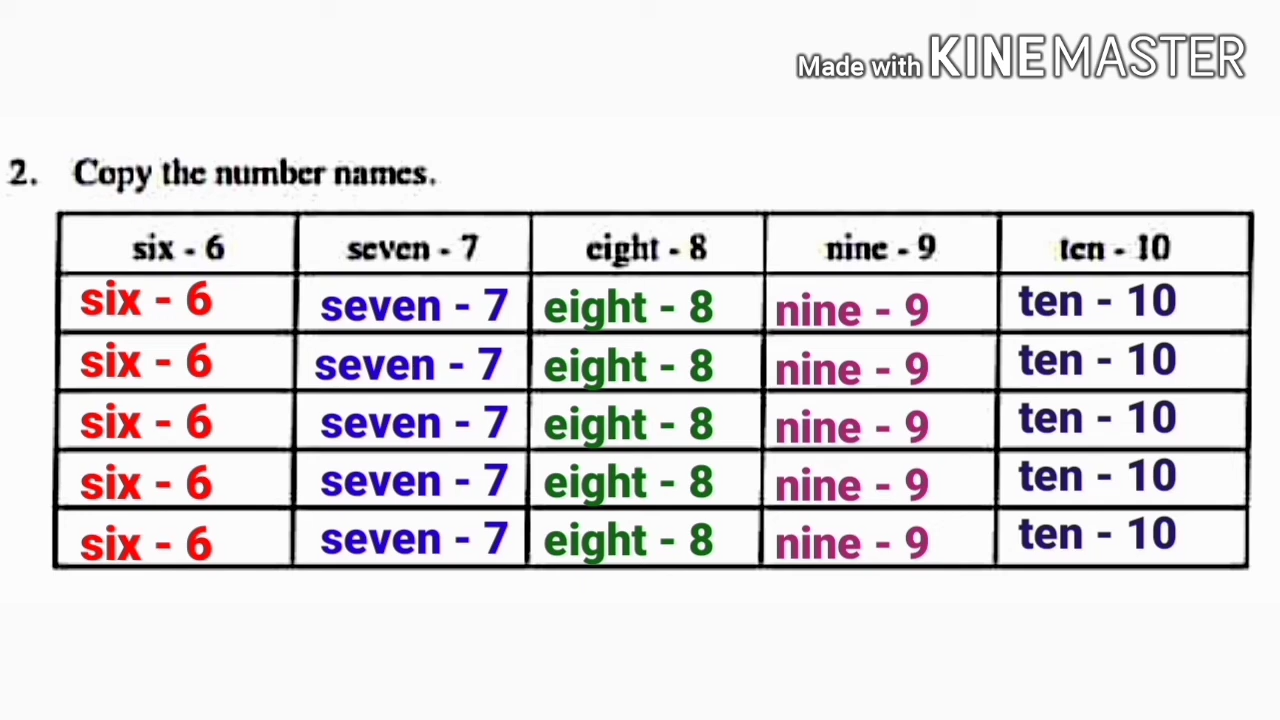 Made with KINEMASTER
2. Copy the number names.
six - 6 seven - 7 eight - 8 nine - 9 ten - 10
six - 6 seven - 7 eight - 8 nine - 9 ten - 10
six - 6 seven - 7 eight - 8 nine - 9 ten - 10
six - 6 seven - 7 eight - 8 nine - 9 ten - 10
six - 6 seven - 7 eight - 8 nine - 9 ten - 10
six - 6 seven - 7 eight - 8 nine - 9 ten - 10